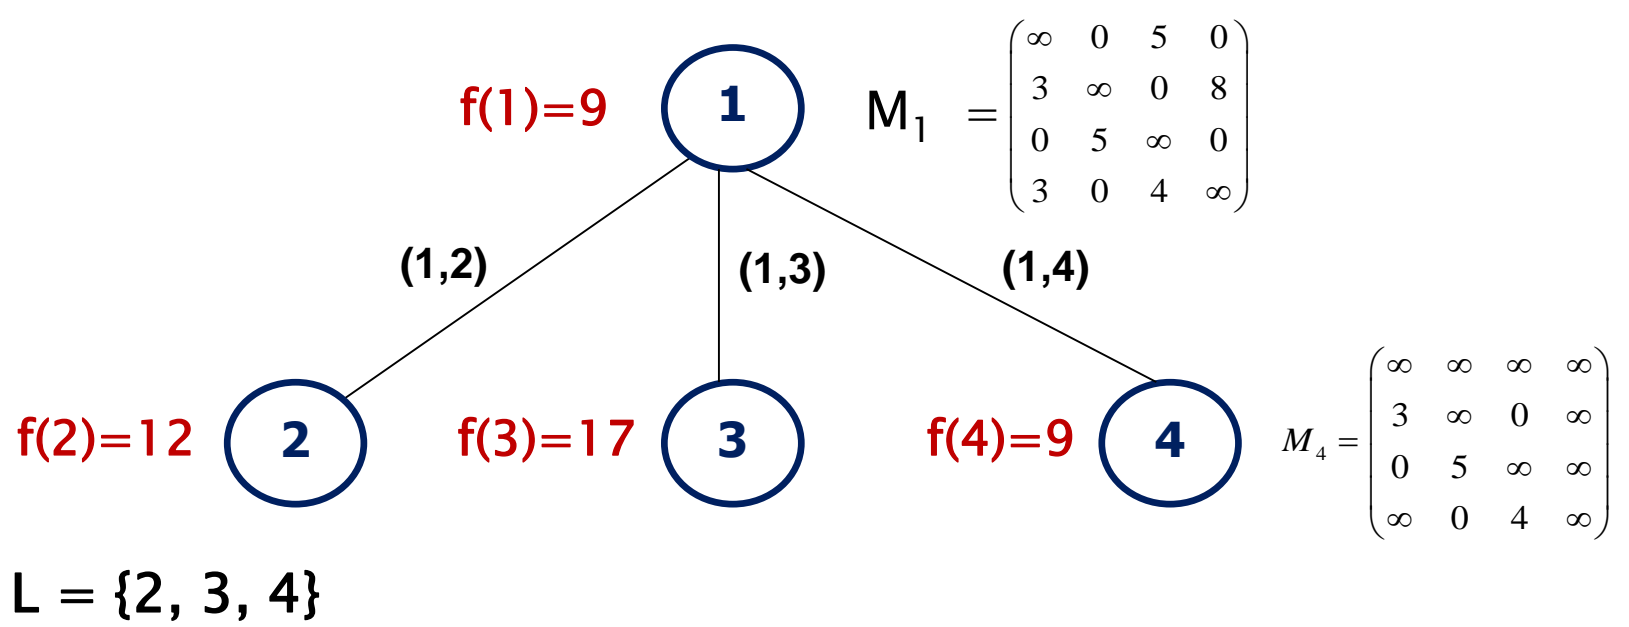 f(1)=9 1 M₁ =
∞ 0 5 0
3 ∞ 0 8
0 5 ∞ 0
3 0 4 ∞
(1,2) (1,3) (1,4)
f(2)=12 2 f(3)=17 3 f(4)=9 4 M₄ =
∞ ∞ ∞ ∞
3 ∞ 0 ∞
0 5 ∞ ∞
∞ 0 4 ∞
L = {2, 3, 4}